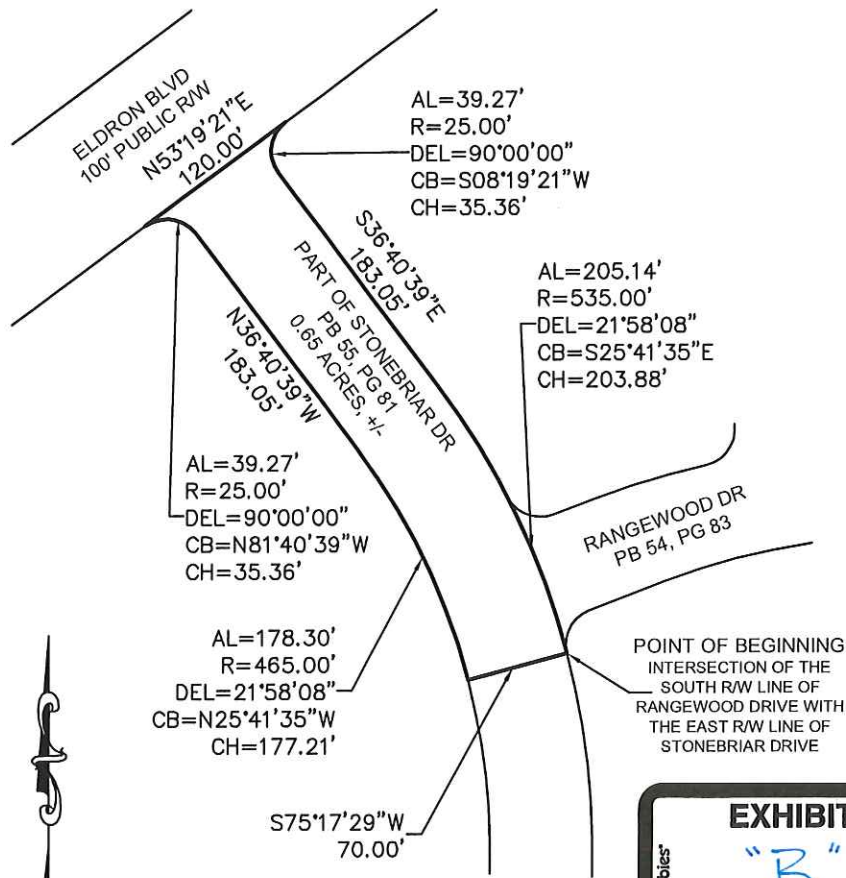 ELDRON BLVD
100' PUBLIC R/W
N53°19'21"E
120.00'
AL=39.27'
R=25.00'
DEL=90°00'00"
CB=S08°19'21"W
CH=35.36'
S36°40'39"E
183.05'
PART OF STONEBRIAR DR
PB 55, PG 81
0.65 ACRES, +/-
N36°40'39"W
183.05'
AL=205.14'
R=535.00'
DEL=21°58'08"
CB=S25°41'35"E
CH=203.88'
AL=39.27'
R=25.00'
DEL=90°00'00"
CB=N81°40'39"W
CH=35.36'
RANGEWOOD DR
PB 54, PG 83
AL=178.30'
R=465.00'
DEL=21°58'08"
CB=N25°41'35"W
CH=177.21'
POINT OF BEGINNING
INTERSECTION OF THE
SOUTH R/W LINE OF
RANGEWOOD DRIVE WITH
THE EAST R/W LINE OF
STONEBRIAR DRIVE
S75°17'29"W
70.00'
EXHIBIT
"B"